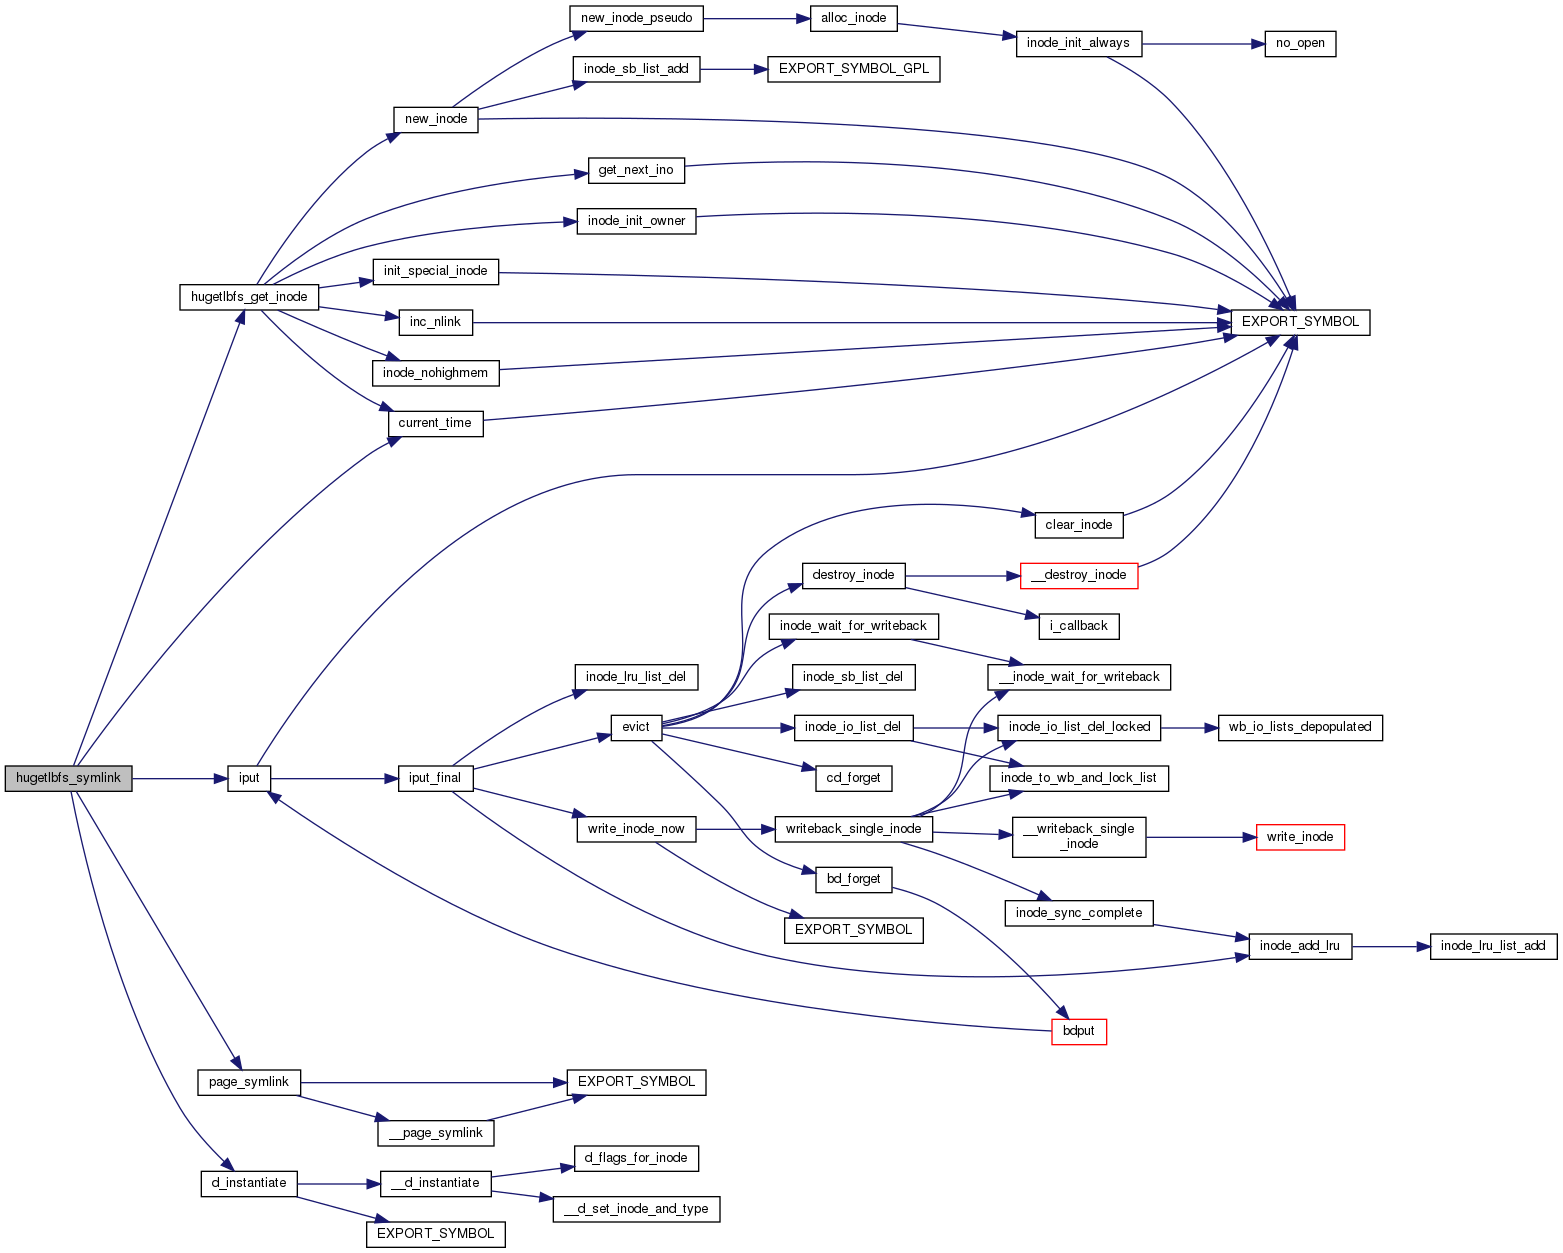 new_inode_pseudo
alloc_inode
inode_init_always
no_open
inode_sb_list_add
EXPORT_SYMBOL_GPL
new_inode
get_next_ino
inode_init_owner
init_special_inode
hugetlbfs_get_inode
inc_nlink
EXPORT_SYMBOL
inode_nohighmem
current_time
clear_inode
destroy_inode
__destroy_inode
inode_wait_for_writeback
i_callback
inode_lru_list_del
inode_sb_list_del
__inode_wait_for_writeback
evict
inode_io_list_del
inode_io_list_del_locked
wb_io_lists_depopulated
hugetlbfs_symlink
iput
iput_final
cd_forget
inode_to_wb_and_lock_list
write_inode_now
writeback_single_inode
__writeback_single
_inode
write_inode
bd_forget
inode_sync_complete
EXPORT_SYMBOL
inode_add_lru
inode_lru_list_add
bdput
page_symlink
EXPORT_SYMBOL
__page_symlink
d_flags_for_inode
d_instantiate
__d_instantiate
__d_set_inode_and_type
EXPORT_SYMBOL